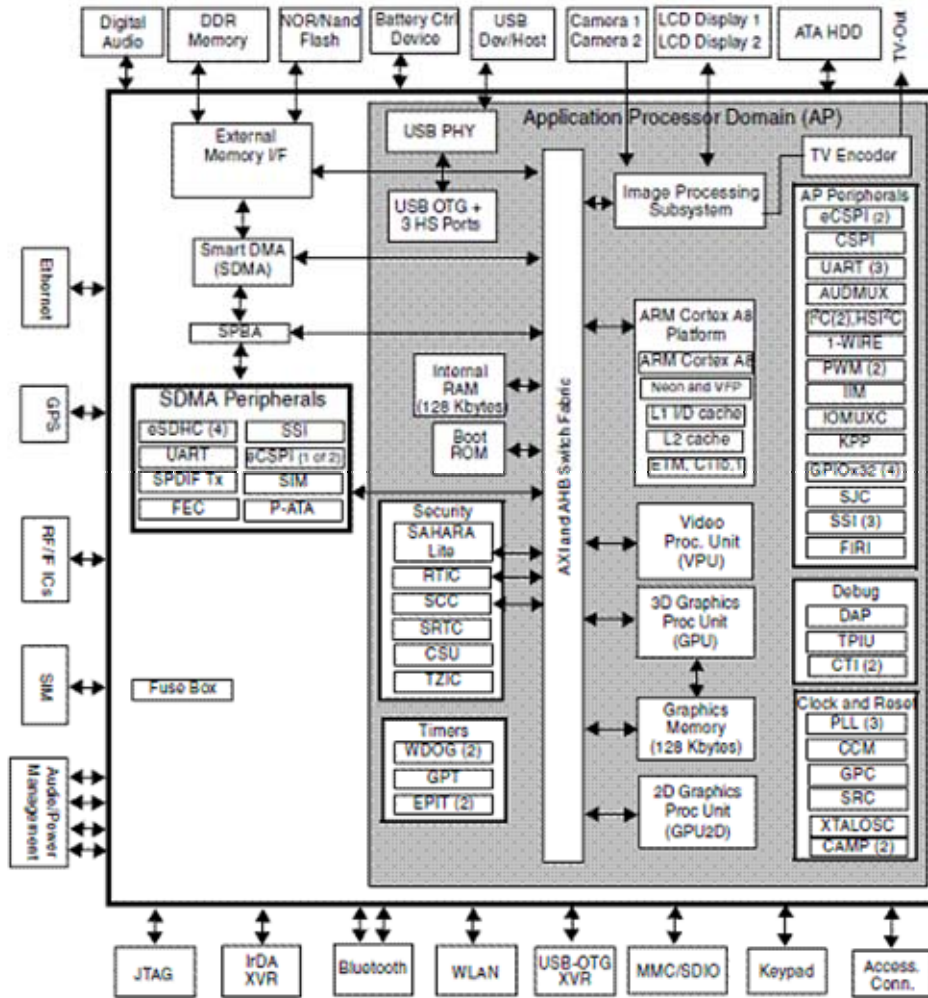 Digital
Audio
DDR
Memory
NOR/Nand
Flash
Battery Ctrl
Device
USB
Dev/Host
Camera 1
Camera 2
LCD Display 1
LCD Display 2
ATA HDD
TV-Out
Application Processor Domain (AP)
External
Memory I/F
USB PHY
TV Encoder
USB OTG +
3 HS Ports
Image Processing
Subsystem
Smart DMA
(SDMA)
SPBA
AXI and AHB Switch Fabric
AP Peripherals
eCSPI (2)
CSPI
UART (3)
AUDMUX
I²C(2),HSI²C
1-WIRE
PWM (2)
IIM
IOMUXC
KPP
GPIOx32 (4)
SJC
SSI (3)
FIRI
ARM Cortex A8
Platform
ARM Cortex A8
Neon and VFP
L1 I/D cache
L2 cache
ETM, CTI0,1
Internal
RAM
(128 Kbytes)
Boot
ROM
SDMA Peripherals
eSDHC (4)
SSI
UART
eCSPI (1 of 2)
SPDIF Tx
SIM
FEC
P-ATA
Security
SAHARA
Lite
RTIC
SCC
SRTC
CSU
TZIC
Video
Proc. Unit
(VPU)
3D Graphics
Proc Unit
(GPU)
Graphics
Memory
(128 Kbytes)
2D Graphics
Proc Unit
(GPU2D)
Debug
DAP
TPIU
CTI (2)
Clock and Reset
PLL (3)
CCM
GPC
SRC
XTALOSC
CAMP (2)
Fuse Box
Timers
WDOG (2)
GPT
EPIT (2)
Ethernet
GPS
RF/IF ICs
SIM
Audio/Power
Management
JTAG
IrDA
XVR
Bluetooth
WLAN
USB-OTG
XVR
MMC/SDIO
Keypad
Access.
Conn.